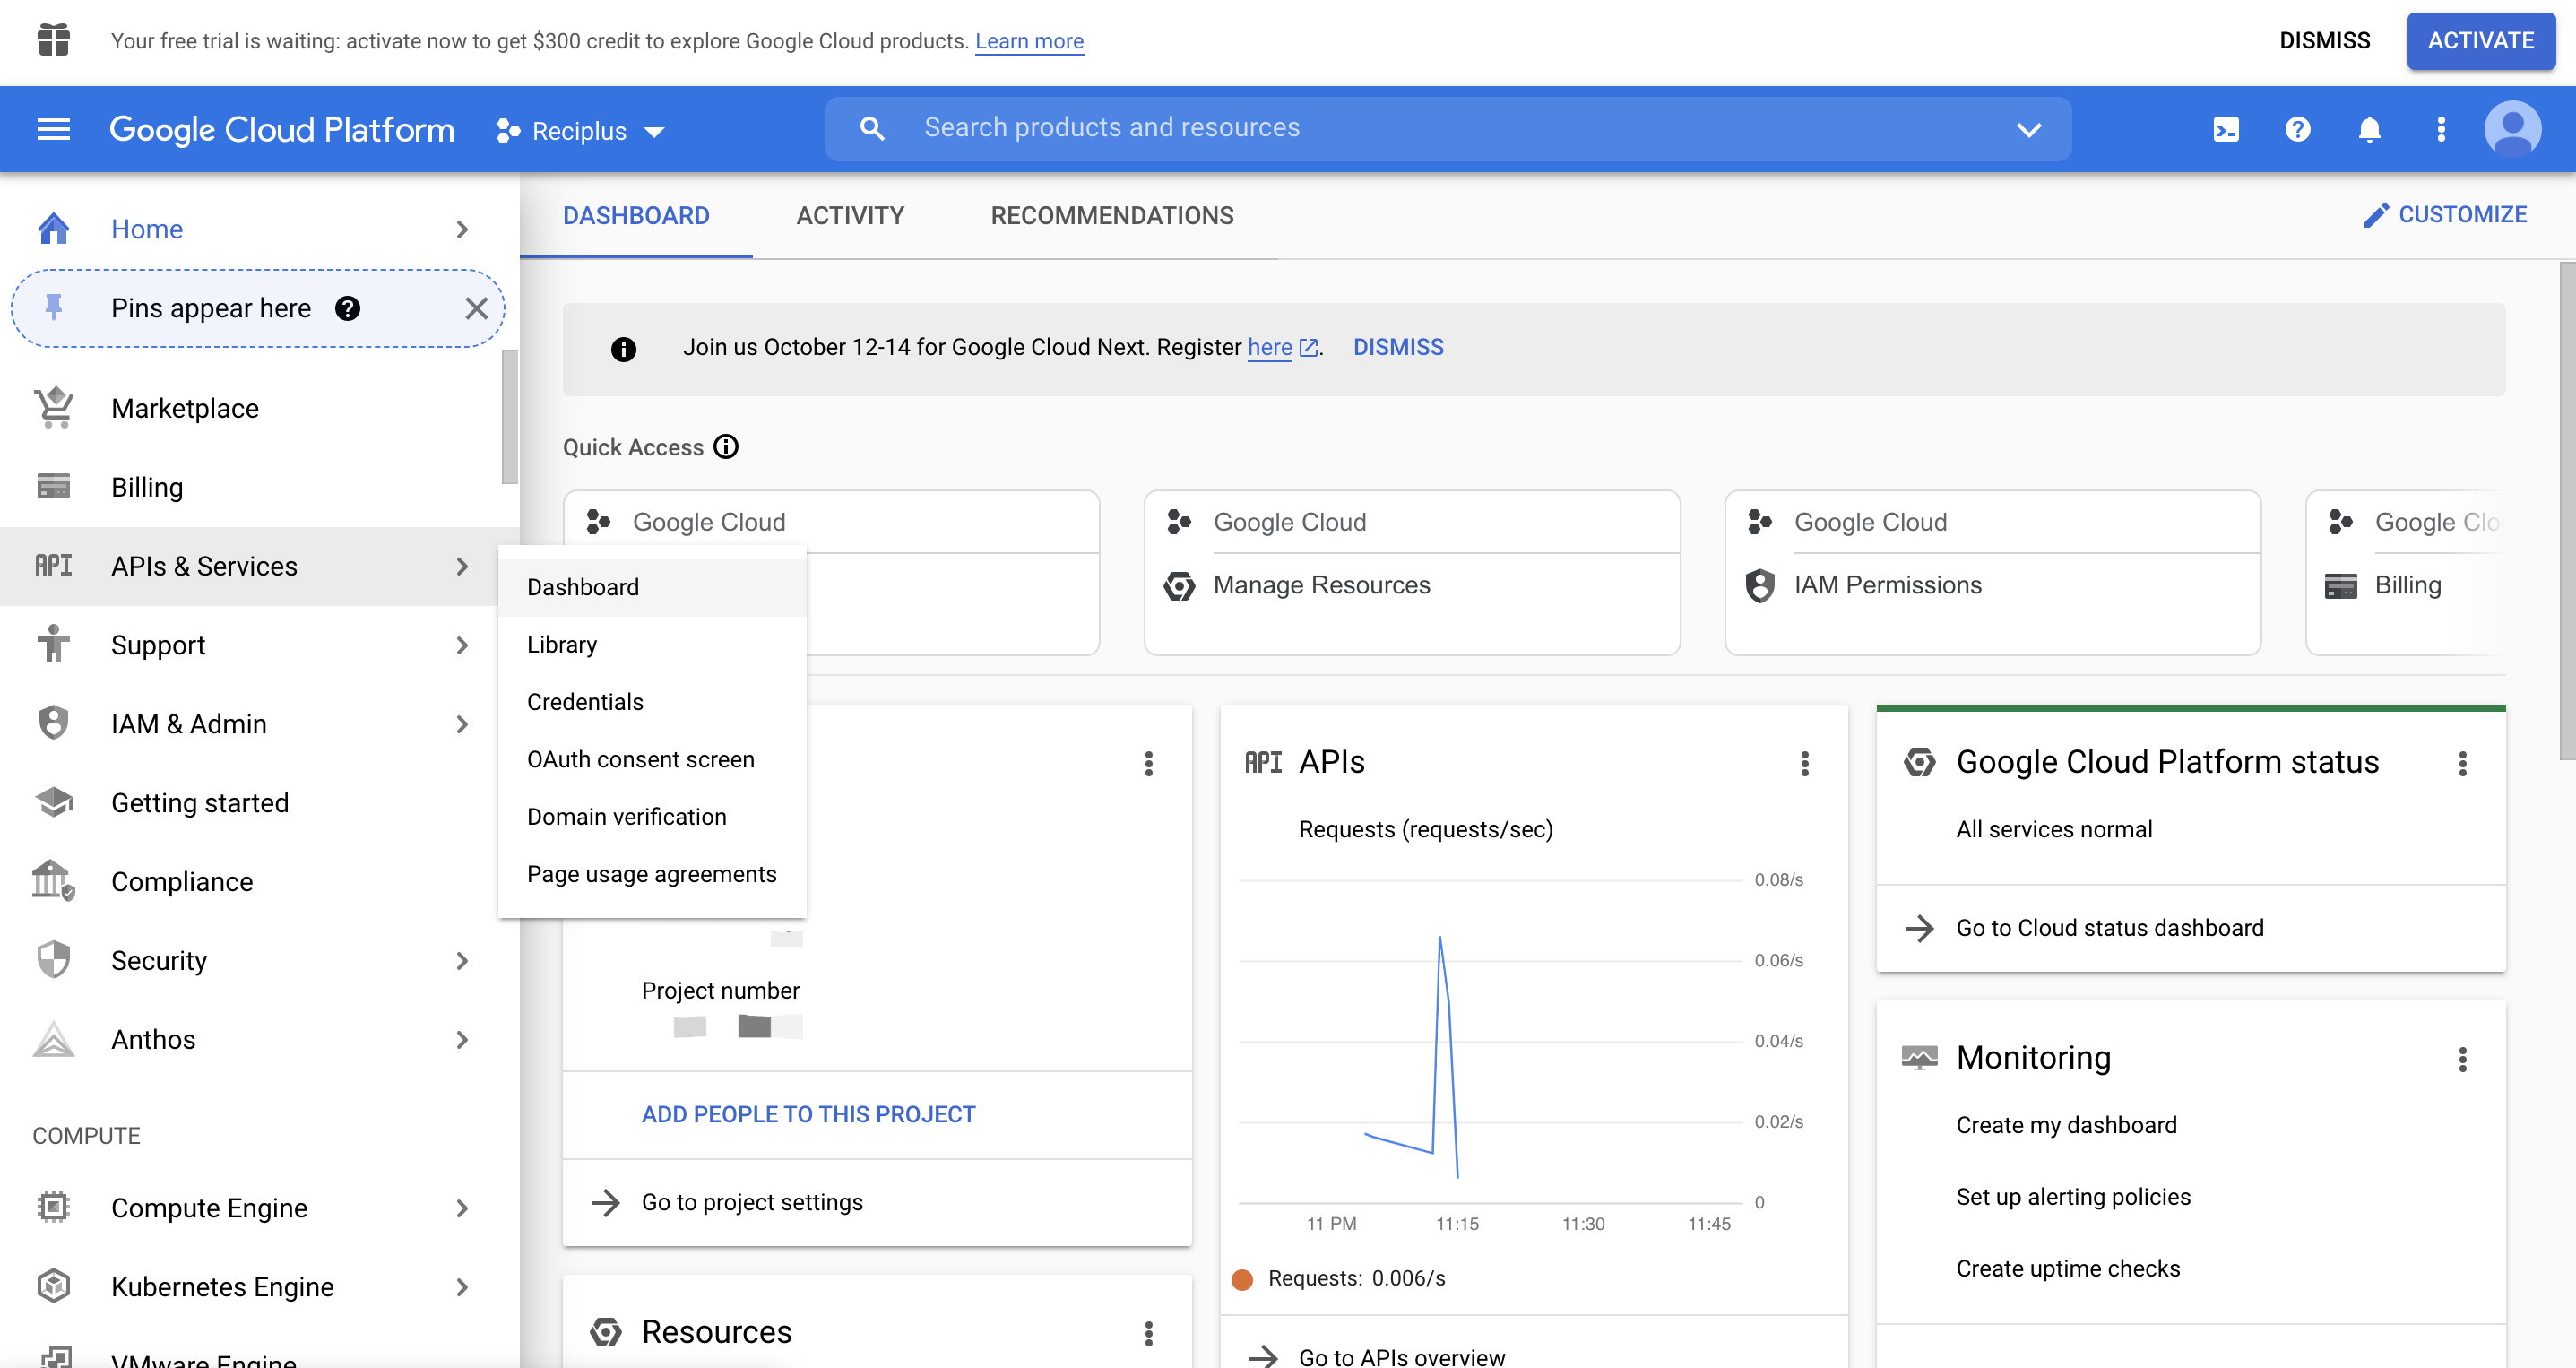 Your free trial is waiting: activate now to get $300 credit to explore Google Cloud products. Learn more
DISMISS
ACTIVATE
Google Cloud Platform
Reciplus
Search products and resources
Home
Pins appear here
Marketplace
Billing
API APIs & Services
Support
IAM & Admin
Getting started
Compliance
Security
Anthos
COMPUTE
Compute Engine
Kubernetes Engine
VMware Engine
Dashboard
Library
Credentials
OAuth consent screen
Domain verification
Page usage agreements
DASHBOARD
ACTIVITY
RECOMMENDATIONS
CUSTOMIZE
Join us October 12-14 for Google Cloud Next. Register here. DISMISS
Quick Access
Google Cloud
Google Cloud
Manage Resources
Google Cloud
IAM Permissions
Google Clo
Billing
Project number
ADD PEOPLE TO THIS PROJECT
Go to project settings
Resources
API APIs
Requests (requests/sec)
0.08/s
0.06/s
0.04/s
0.02/s
0
11 PM
11:15
11:30
11:45
Requests: 0.006/s
Go to APIs overview
Google Cloud Platform status
All services normal
Go to Cloud status dashboard
Monitoring
Create my dashboard
Set up alerting policies
Create uptime checks